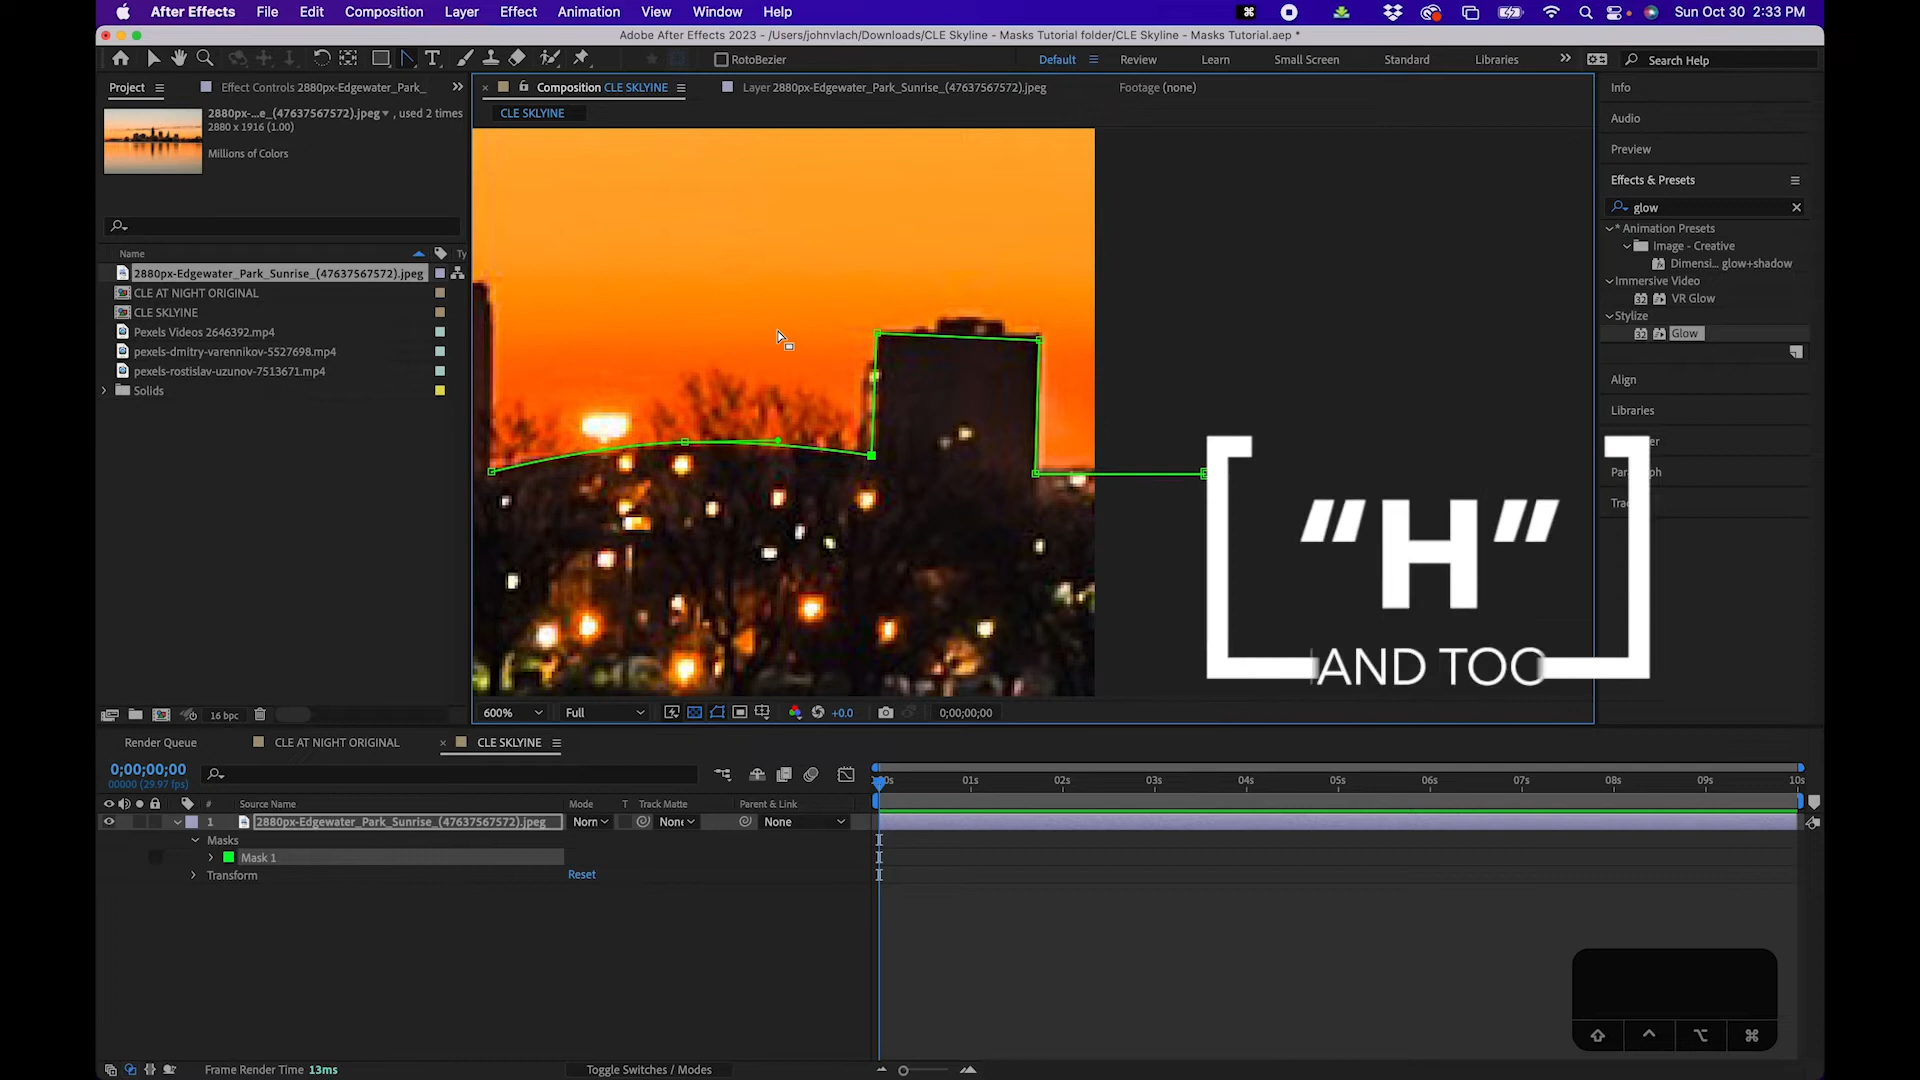 After Effects File Edit Composition Layer Effect Animation View Window Help Sun Oct 30 2:33 PM
Adobe After Effects 2023 - /Users/johnvlach/Downloads/CLE Skyline - Masks Tutorial folder/CLE Skyline - Masks Tutorial.aep *
RotoBezier Default Review Learn Small Screen Standard Libraries Search Help
Project Effect Controls 2880px-Edgewater_Park_ Composition CLE SKLYINE Layer 2880px-Edgewater_Park_Sunrise_(47637567572).jpeg Footage (none) Info
2880px-...e_(47637567572).jpeg , used 2 times
2880 x 1916 (1.00)
Millions of Colors
CLE SKLYINE
Audio
Preview
Effects & Presets
glow
* Animation Presets
Image - Creative
Dimensi... glow+shadow
Immersive Video
VR Glow
Stylize
32 Glow
Align
Libraries
Name Ty
2880px-Edgewater_Park_Sunrise_(47637567572).jpeg
CLE AT NIGHT ORIGINAL
CLE SKLYINE
Pexels Videos 2646392.mp4
pexels-dmitry-varennikov-5527698.mp4
pexels-rostislav-uzunov-7513671.mp4
Solids
"H"
AND TOO
16 bpc 600% Full +0.0 0;00;00;00
Render Queue CLE AT NIGHT ORIGINAL CLE SKLYINE
0;00;00;00
00000 (29.97 fps)
01s 02s 03s 04s 05s 06s 07s 08s 09s 10s
# Source Name Mode T Track Matte Parent & Link
1 2880px-Edgewater_Park_Sunrise_(47637567572).jpeg Norn None None
Masks
Mask 1
Transform Reset
Frame Render Time 13ms Toggle Switches / Modes